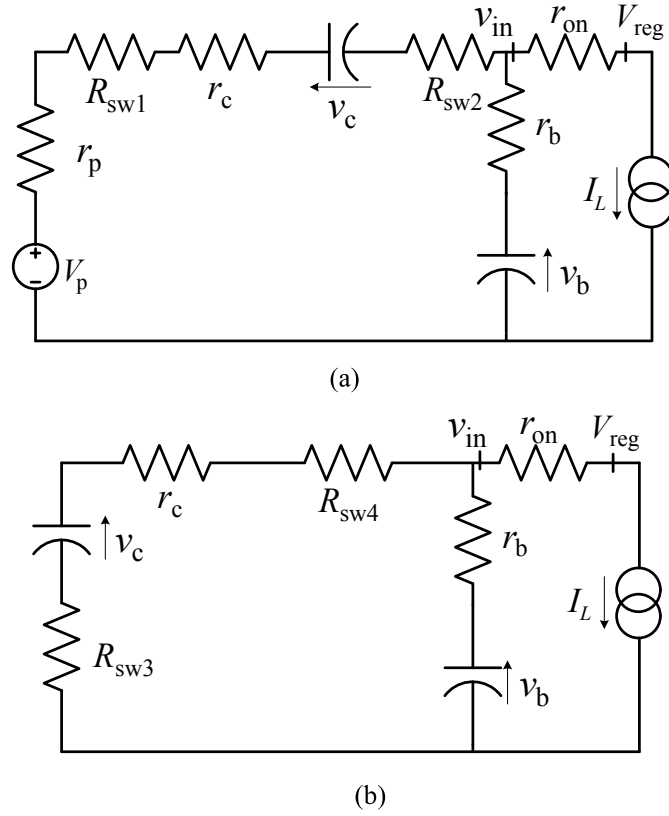 v_in r_on V_reg
R_sw1 r_c v_c R_sw2 r_b
r_p I_L
+
- V_p v_b
(a)
v_in r_on V_reg
r_c R_sw4
v_c r_b
I_L
R_sw3 v_b
(b)